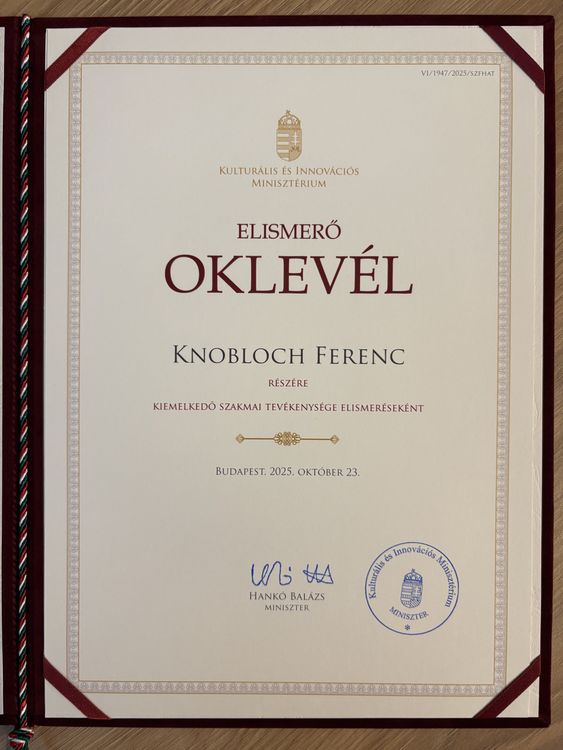 VI/1947/2025/SZFHAT
KULTURÁLIS ÉS INNOVÁCIÓS
MINISZTÉRIUM
ELISMERŐ
OKLEVÉL
KNOBLOCH FERENC
RÉSZÉRE
KIEMELKEDŐ SZAKMAI TEVÉKENYSÉGE ELISMERÉSEKÉNT
BUDAPEST, 2025. OKTÓBER 23.
HANKÓ BALÁZS
MINISZTER
Kulturális és Innovációs Minisztérium
MINISZTER